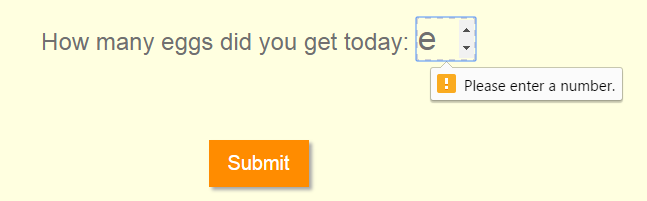 How many eggs did you get today: e
Please enter a number.
Submit